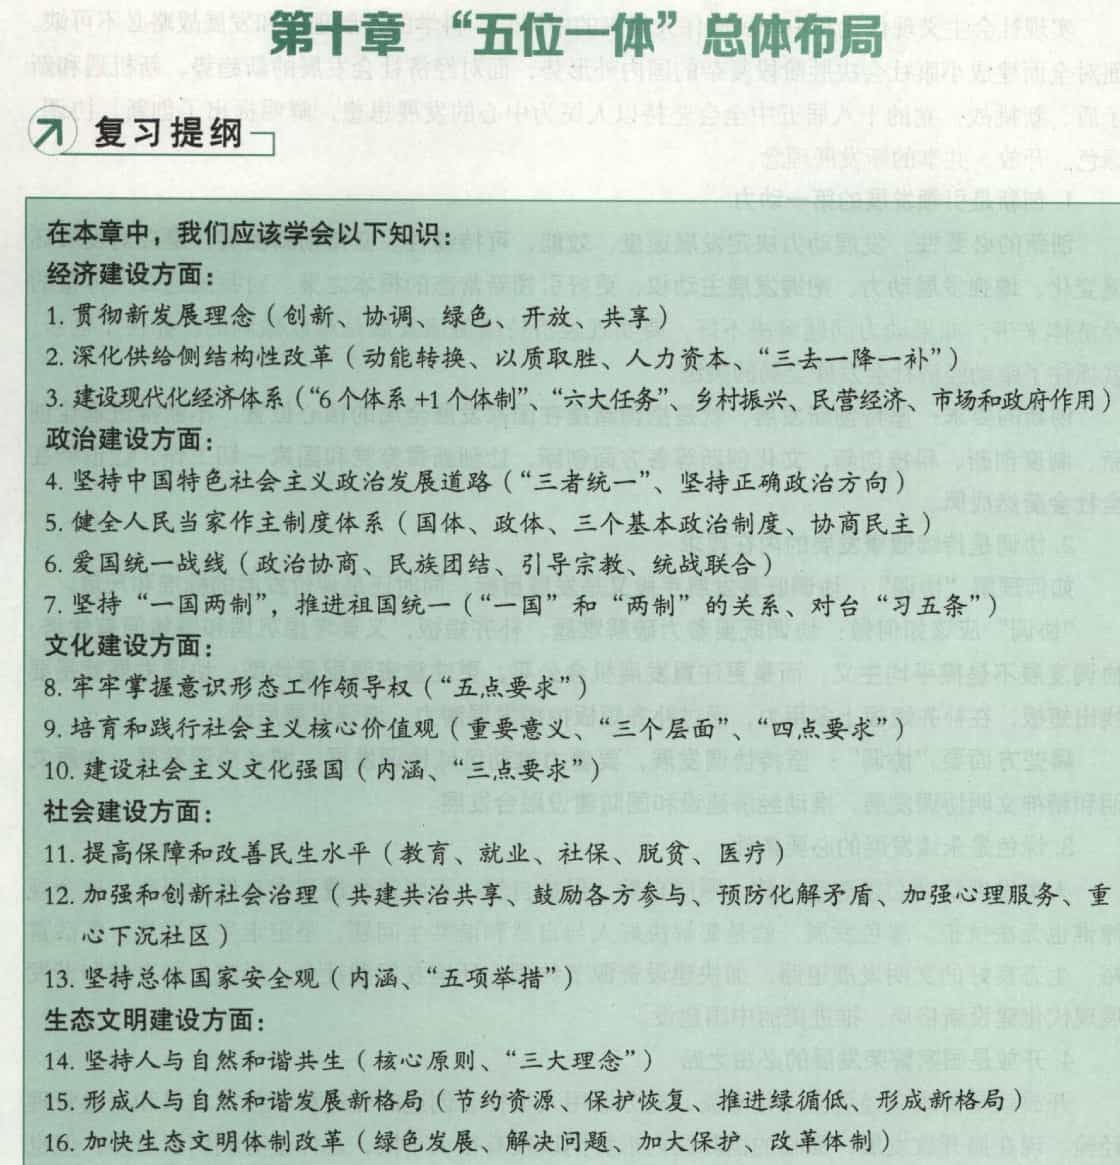 第十章 “五位一体”总体布局
复习提纲
在本章中，我们应该学会以下知识：
经济建设方面：
1. 贯彻新发展理念（创新、协调、绿色、开放、共享）
2. 深化供给侧结构性改革（动能转换、以质取胜、人力资本、“三去一降一补”）
3. 建设现代化经济体系（“6个体系+1个体制”、“六大任务”、乡村振兴、民营经济、市场和政府作用）
政治建设方面：
4. 坚持中国特色社会主义政治发展道路（“三者统一”、坚持正确政治方向）
5. 健全人民当家作主制度体系（国体、政体、三个基本政治制度、协商民主）
6. 爱国统一战线（政治协商、民族团结、引导宗教、统战联合）
7. 坚持“一国两制”，推进祖国统一（“一国”和“两制”的关系、对台“习五条”）
文化建设方面：
8. 牢牢掌握意识形态工作领导权（“五点要求”）
9. 培育和践行社会主义核心价值观（重要意义、“三个层面”、“四点要求”）
10. 建设社会主义文化强国（内涵、“三点要求”）
社会建设方面：
11. 提高保障和改善民生水平（教育、就业、社保、脱贫、医疗）
12. 加强和创新社会治理（共建共治共享、鼓励各方参与、预防化解矛盾、加强心理服务、重
心下沉社区）
13. 坚持总体国家安全观（内涵、“五项举措”）
生态文明建设方面：
14. 坚持人与自然和谐共生（核心原则、“三大理念”）
15. 形成人与自然和谐发展新格局（节约资源、保护恢复、推进绿循低、形成新格局）
16. 加快生态文明体制改革（绿色发展、解决问题、加大保护、改革体制）